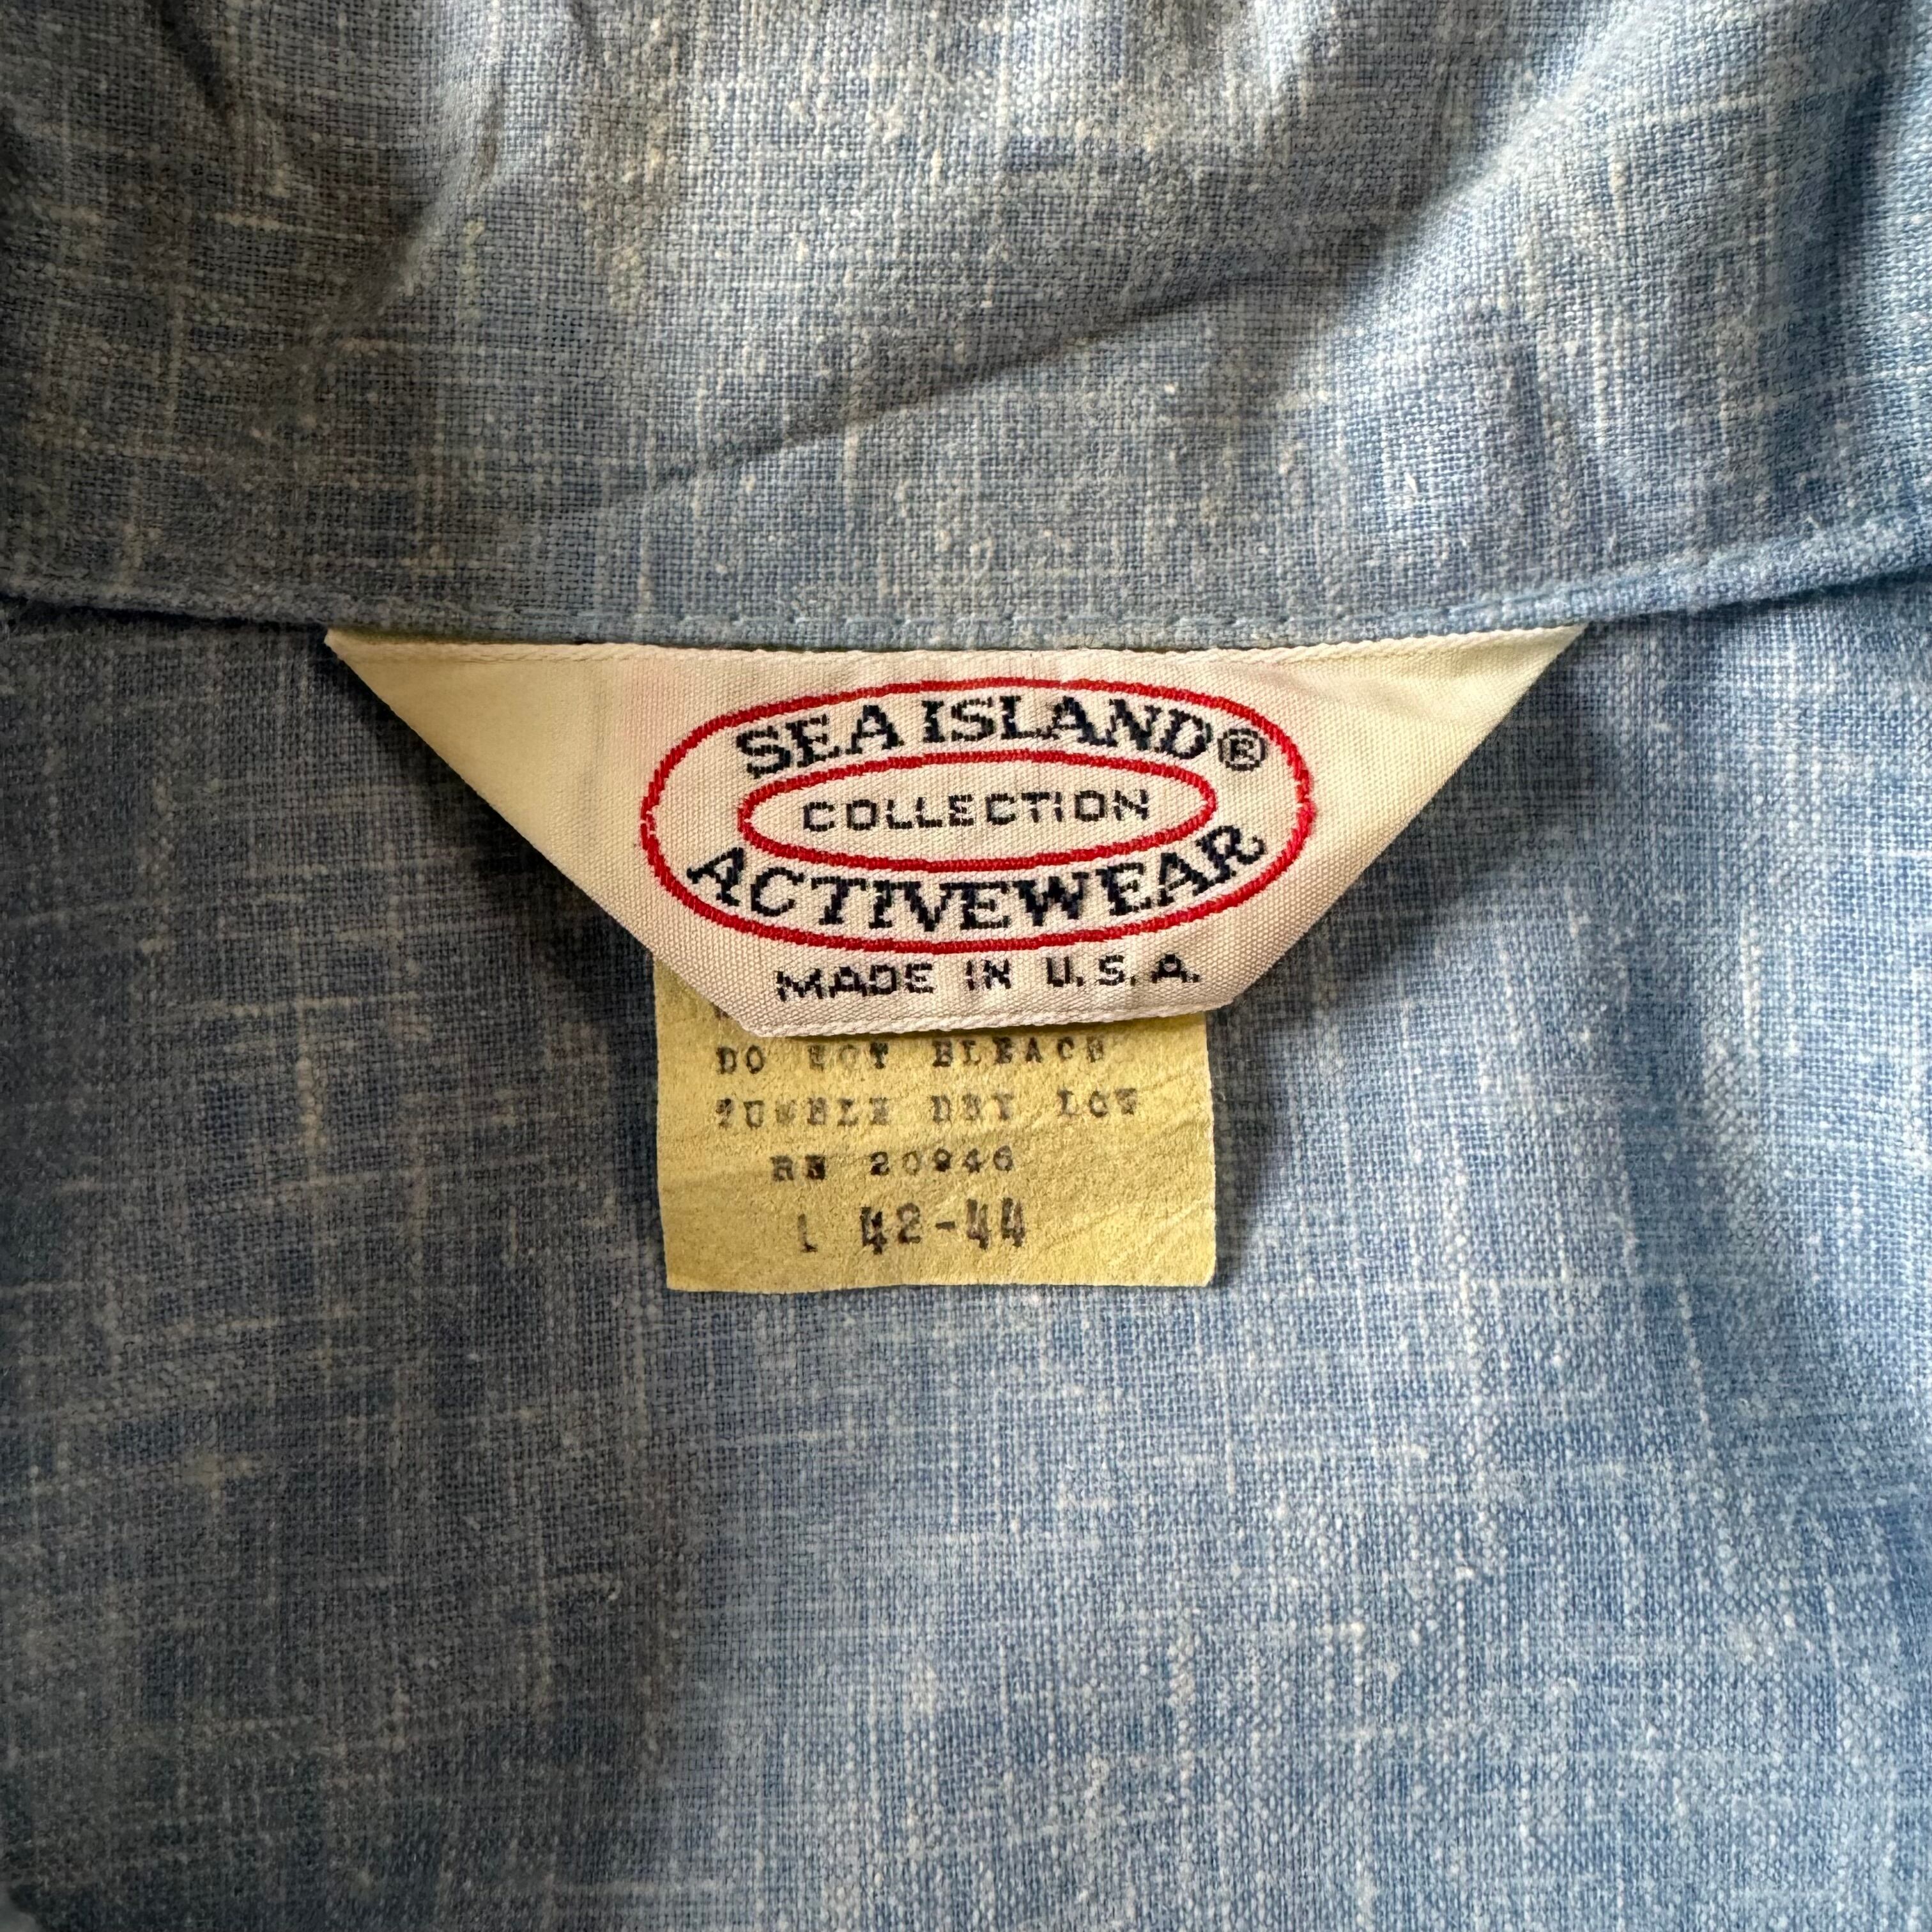 SEA ISLAND®
COLLECTION
ACTIVEWEAR
MADE IN U.S.A.
DO NOT BLEACH
TUMBLE DRY LOW
RN 20946
L 42-44